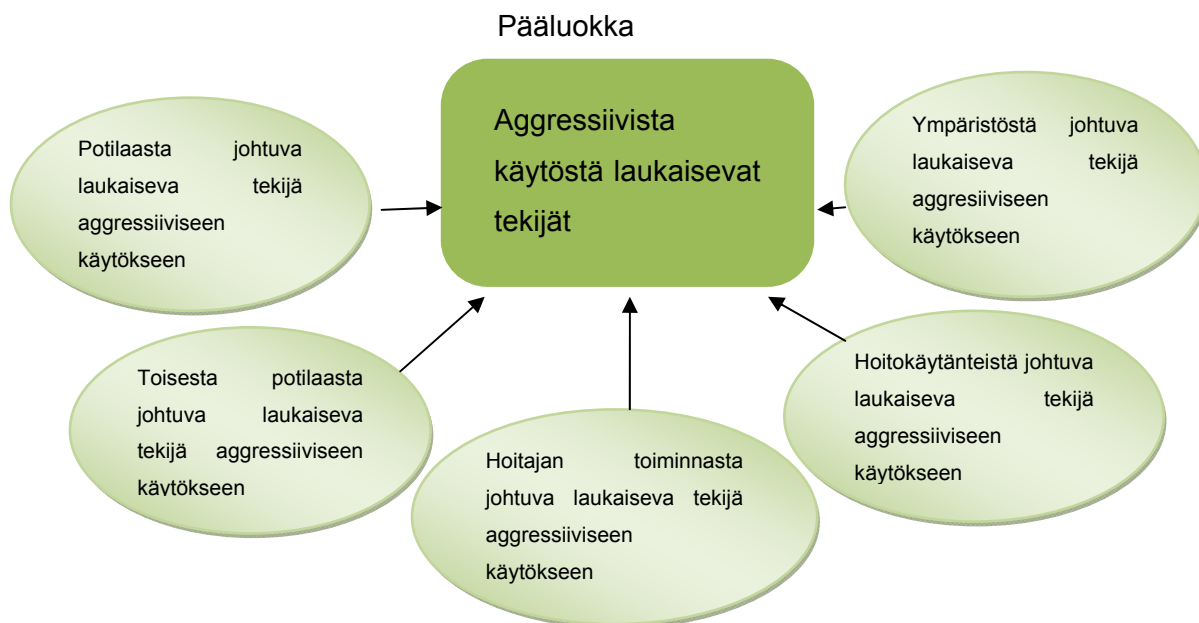 Pääluokka
Aggressiivista
käytöstä laukaisevat
tekijät
Potilaasta johtuva
laukaiseva tekijä
aggressiiviseen
käytökseen
Ympäristöstä johtuva
laukaiseva tekijä
aggresiiviseen
käytökseen
Toisesta potilaasta
johtuva laukaiseva
tekijä aggressiiviseen
käytökseen
Hoitajan toiminnasta
johtuva laukaiseva tekijä
aggressiiviseen
käytökseen
Hoitokäytänteistä johtuva
laukaiseva tekijä
aggressiiviseen
käytökseen